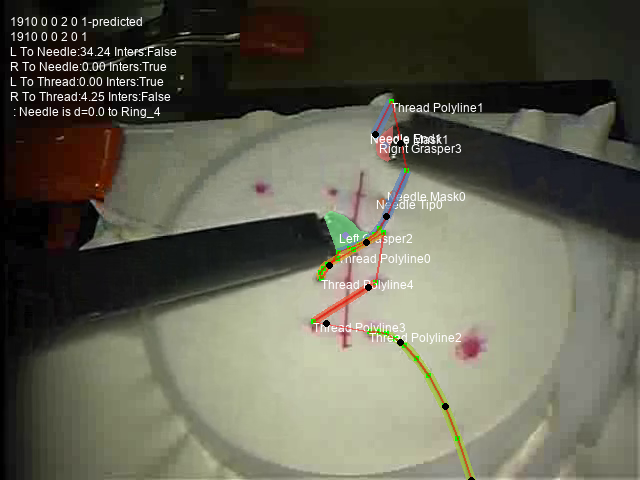 1910 0 0 2 0 1-predicted
1910 0 0 2 0 1
L To Needle:34.24 Inters:False
R To Needle:0.00 Inters:True
L To Thread:0.00 Inters:True
R To Thread:4.25 Inters:False
: Needle is d=0.0 to Ring_4
Thread Polyline1
Needle Mask1
Right Grasper3
Needle Mask0
Needle Tip0
Left Grasper2
Thread Polyline0
Thread Polyline4
Thread Polyline3
Thread Polyline2